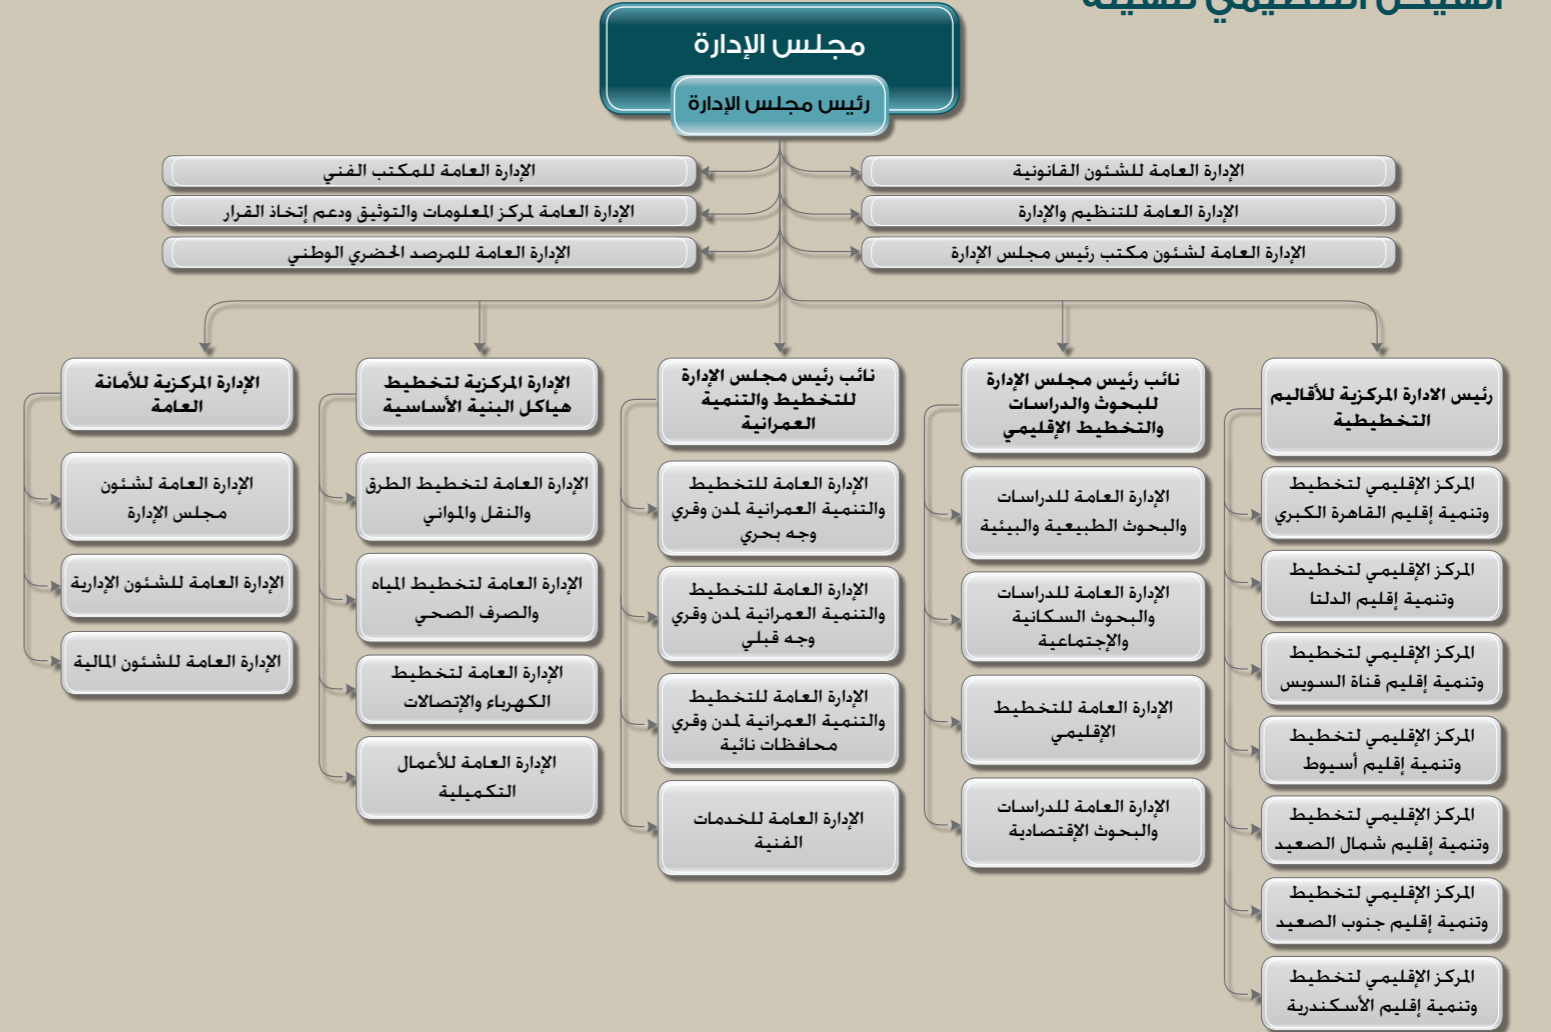 الهيكل التنظيمي للهيئة
مجلس الإدارة
رئيس مجلس الإدارة
الإدارة العامة للشئون القانونية
الإدارة العامة للمكتب الفني
الإدارة العامة للتنظيم والإدارة
الإدارة العامة لمركز المعلومات والتوثيق ودعم إتخاذ القرار
الإدارة العامة لشئون مكتب رئيس مجلس الإدارة
الإدارة العامة للمرصد الحضري الوطني
رئيس الادارة المركزية للأقاليم
التخطيطية
المركز الإقليمي لتخطيط
وتنمية إقليم القاهرة الكبري
المركز الإقليمي لتخطيط
وتنمية إقليم الدلتا
المركز الإقليمي لتخطيط
وتنمية إقليم قناة السويس
المركز الإقليمي لتخطيط
وتنمية إقليم أسيوط
المركز الإقليمي لتخطيط
وتنمية إقليم شمال الصعيد
المركز الإقليمي لتخطيط
وتنمية إقليم جنوب الصعيد
المركز الإقليمي لتخطيط
وتنمية إقليم الأسكندرية
نائب رئيس مجلس الإدارة
للبحوث والدراسات
والتخطيط الإقليمي
الإدارة العامة للدراسات
والبحوث الطبيعية والبيئية
الإدارة العامة للدراسات
والبحوث السكانية
والإجتماعية
الإدارة العامة للتخطيط
الإقليمي
الإدارة العامة للدراسات
والبحوث الإقتصادية
نائب رئيس مجلس الإدارة
للتخطيط والتنمية
العمرانية
الإدارة العامة للتخطيط
والتنمية العمرانية لمدن وقري
وجه بحري
الإدارة العامة للتخطيط
والتنمية العمرانية لمدن وقري
وجه قبلي
الإدارة العامة للتخطيط
والتنمية العمرانية لمدن وقري
محافظات نائية
الإدارة العامة للخدمات
الفنية
الإدارة المركزية لتخطيط
هياكل البنية الأساسية
الإدارة العامة لتخطيط الطرق
والنقل والمواني
الإدارة العامة لتخطيط المياه
والصرف الصحي
الإدارة العامة لتخطيط
الكهرباء والإتصالات
الإدارة العامة للأعمال
التكميلية
الإدارة المركزية للأمانة
العامة
الإدارة العامة لشئون
مجلس الإدارة
الإدارة العامة للشئون الإدارية
الإدارة العامة للشئون المالية